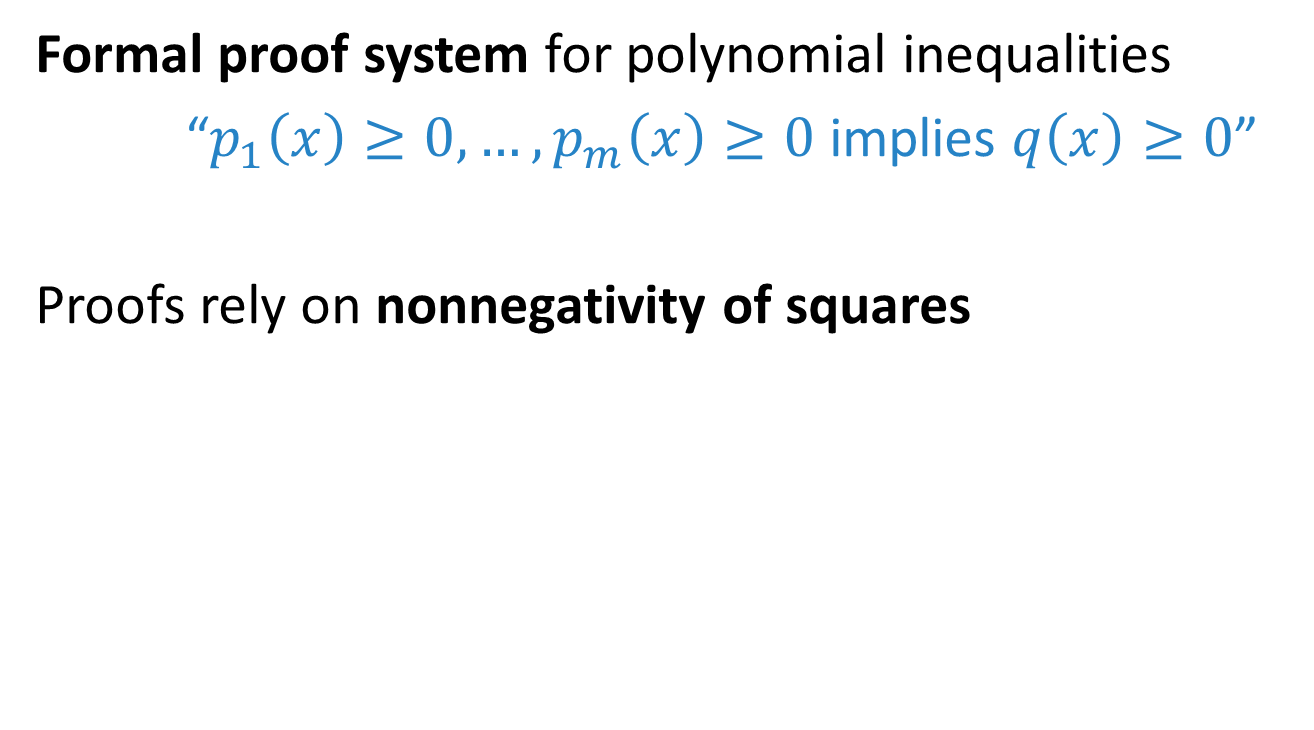 Formal proof system for polynomial inequalities
“p₁(x) ≥ 0, … , pₘ(x) ≥ 0 implies q(x) ≥ 0”
Proofs rely on nonnegativity of squares